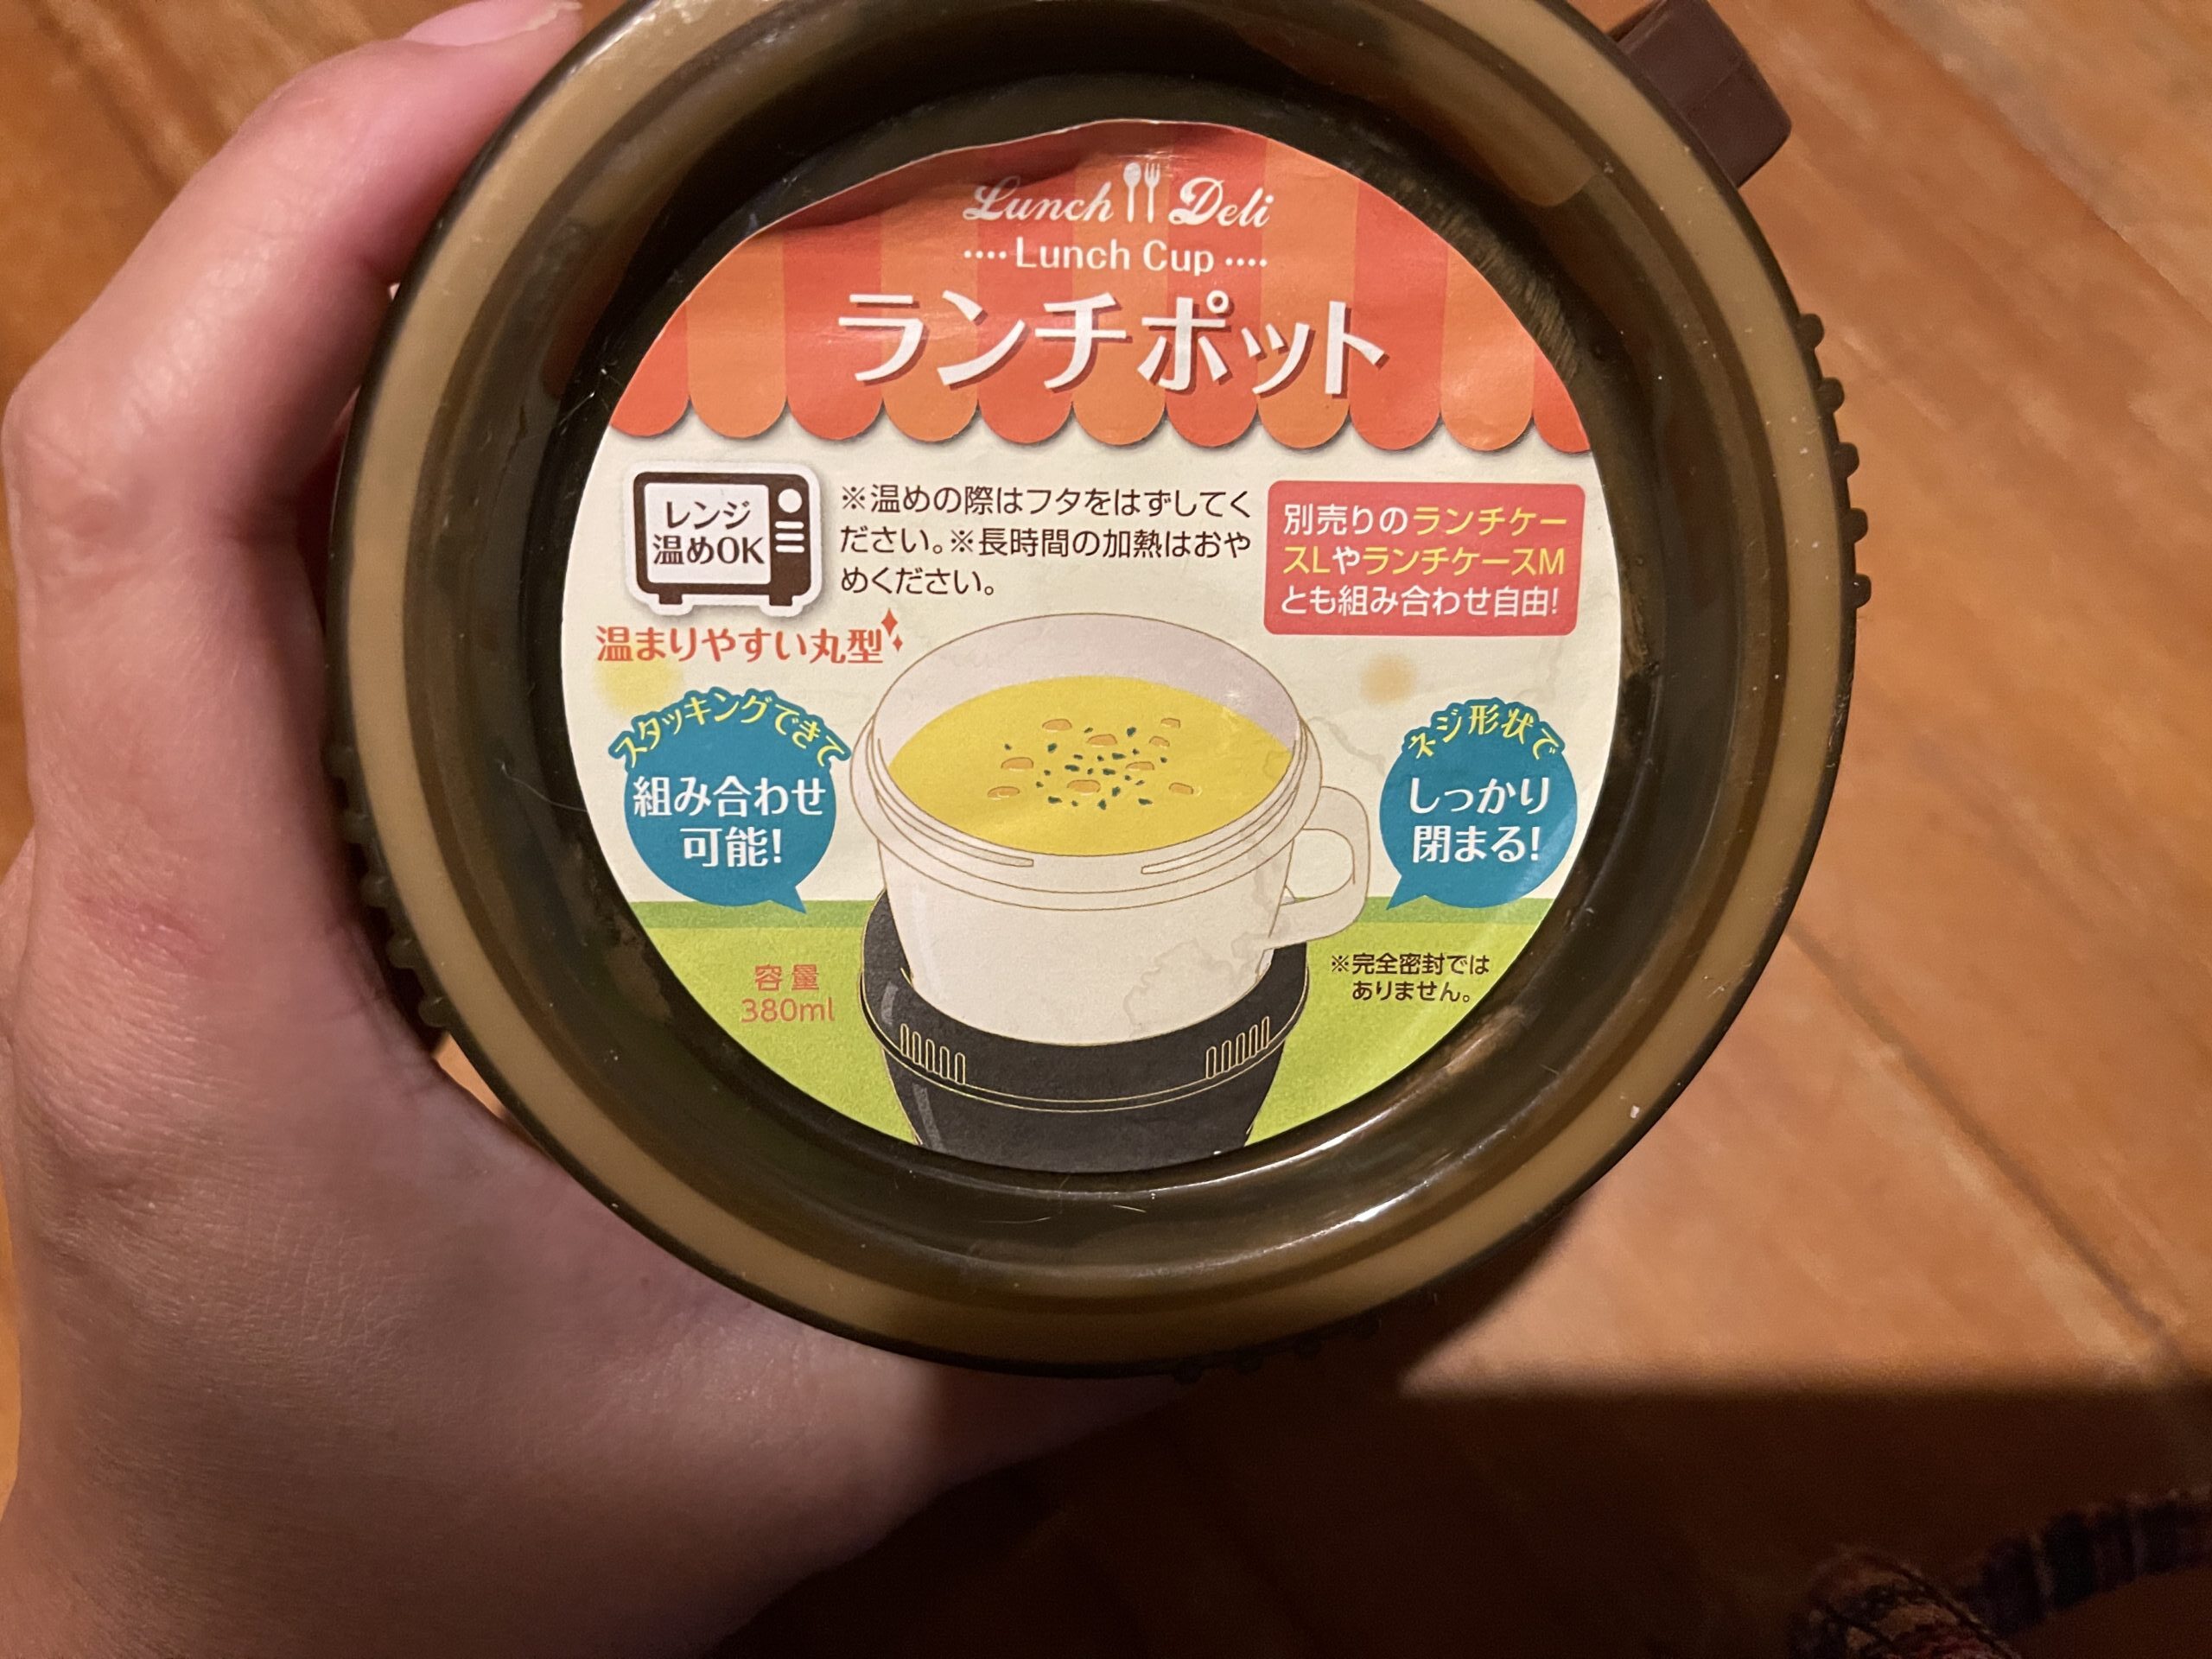 Lunch Deli
Lunch Cup
ランチポット
レンジ
温めOK
※温めの際はフタをはずしてく
ださい。※長時間の加熱はおや
めください。
別売りのランチケー
スLやランチケースM
とも組み合わせ自由!
温まりやすい丸型
スタッキングできて
組み合わせ
可能!
ネジ形状で
しっかり
閉まる!
容量
380ml
※完全密封では
ありません。